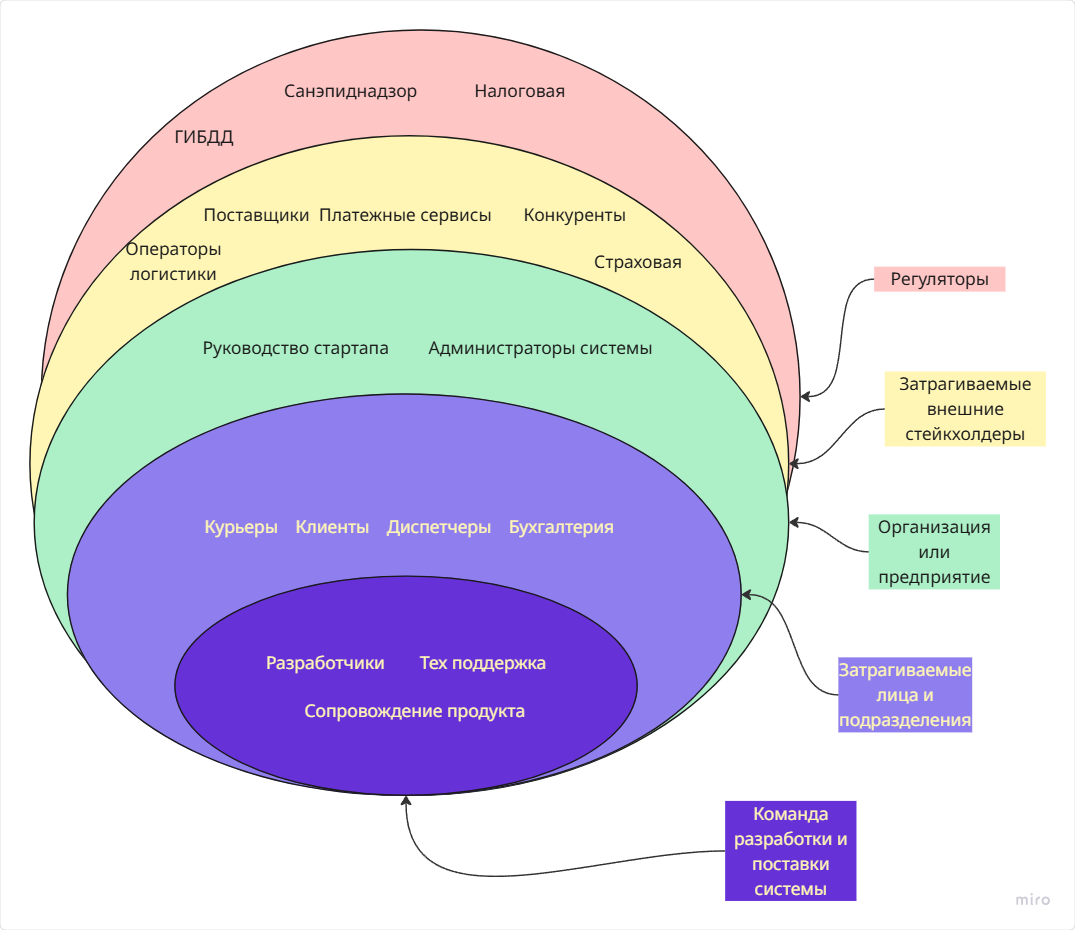 Санэпиднадзор
Налоговая
ГИБДД
Поставщики
Платежные сервисы
Конкуренты
Операторы
логистики
Страховая
Руководство стартапа
Администраторы системы
Курьеры
Клиенты
Диспетчеры
Бухгалтерия
Разработчики
Тех поддержка
Сопровождение продукта
Регуляторы
Затрагиваемые
внешние
стейкхолдеры
Организация
или
предприятие
Затрагиваемые
лица и
подразделения
Команда
разработки и
поставки
системы
miro